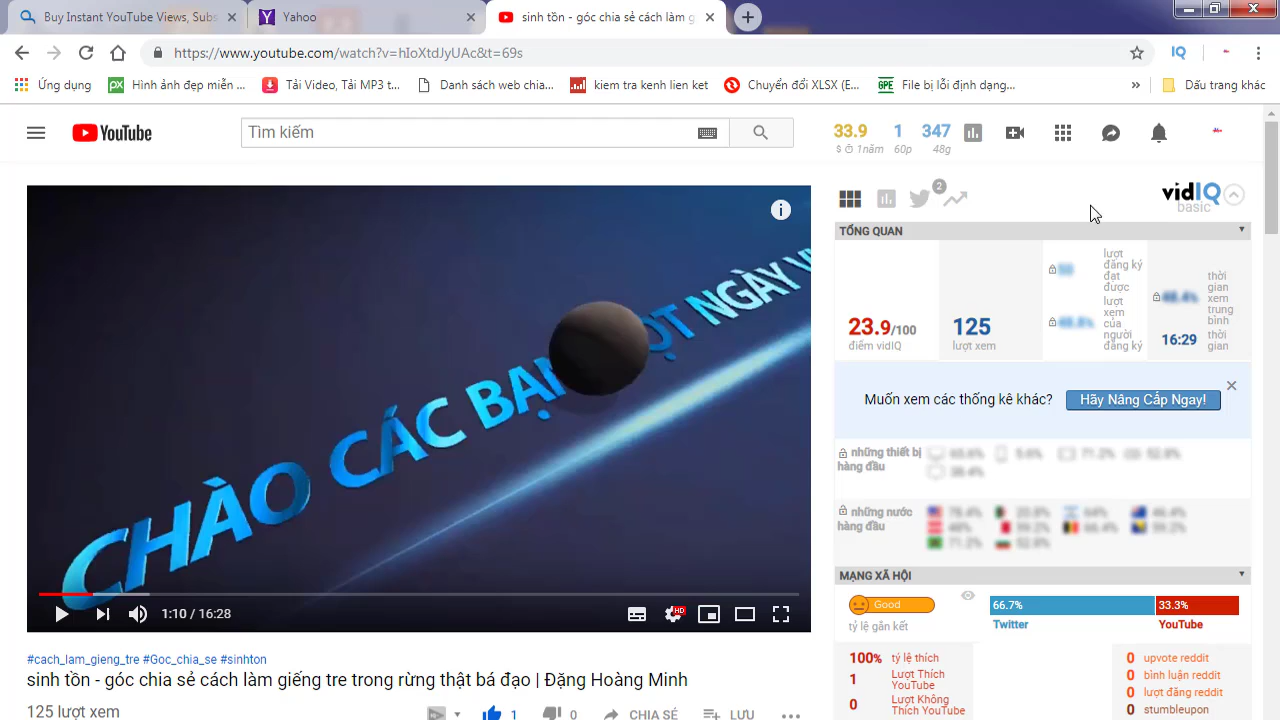 Buy Instant YouTube Views, Subs
Yahoo
sinh tồn - góc chia sẻ cách làm g
https://www.youtube.com/watch?v=hIoXtdJyUAc&t=69s
IQ
Ứng dụng
Hình ảnh đẹp miễn ...
Tải Video, Tải MP3 t...
Danh sách web chia...
kiem tra kenh lien ket
Chuyển đổi XLSX (E...
GPE
File bị lỗi định dạng...
»
Dấu trang khác
YouTube
Tìm kiếm
33.9 1 347
1năm 60p 48g
2
vidIQ
basic
TỔNG QUAN
23.9/100
điểm vidIQ
125
lượt xem
lượt đăng ký đạt được
lượt xem của người đăng ký
thời gian xem trung bình
16:29 thời gian
Muốn xem các thống kê khác? Hãy Nâng Cấp Ngay!
những thiết bị hàng đầu
những nước hàng đầu
MẠNG XÃ HỘI
Good
tỷ lệ gắn kết
66.7% 33.3%
Twitter YouTube
100% tỷ lệ thích
1 Lượt Thích YouTube
0 Lượt Không Thích YouTube
0 upvote reddit
0 bình luận reddit
0 lượt đăng reddit
0 stumbleupon
CHÀO CÁC BẠN
ỢT NGÀY
1:10 / 16:28
HD
#cach_lam_gieng_tre #Goc_chia_se #sinhton
sinh tồn - góc chia sẻ cách làm giếng tre trong rừng thật bá đạo | Đặng Hoàng Minh
125 lượt xem
1 0 CHIA SẺ LƯU